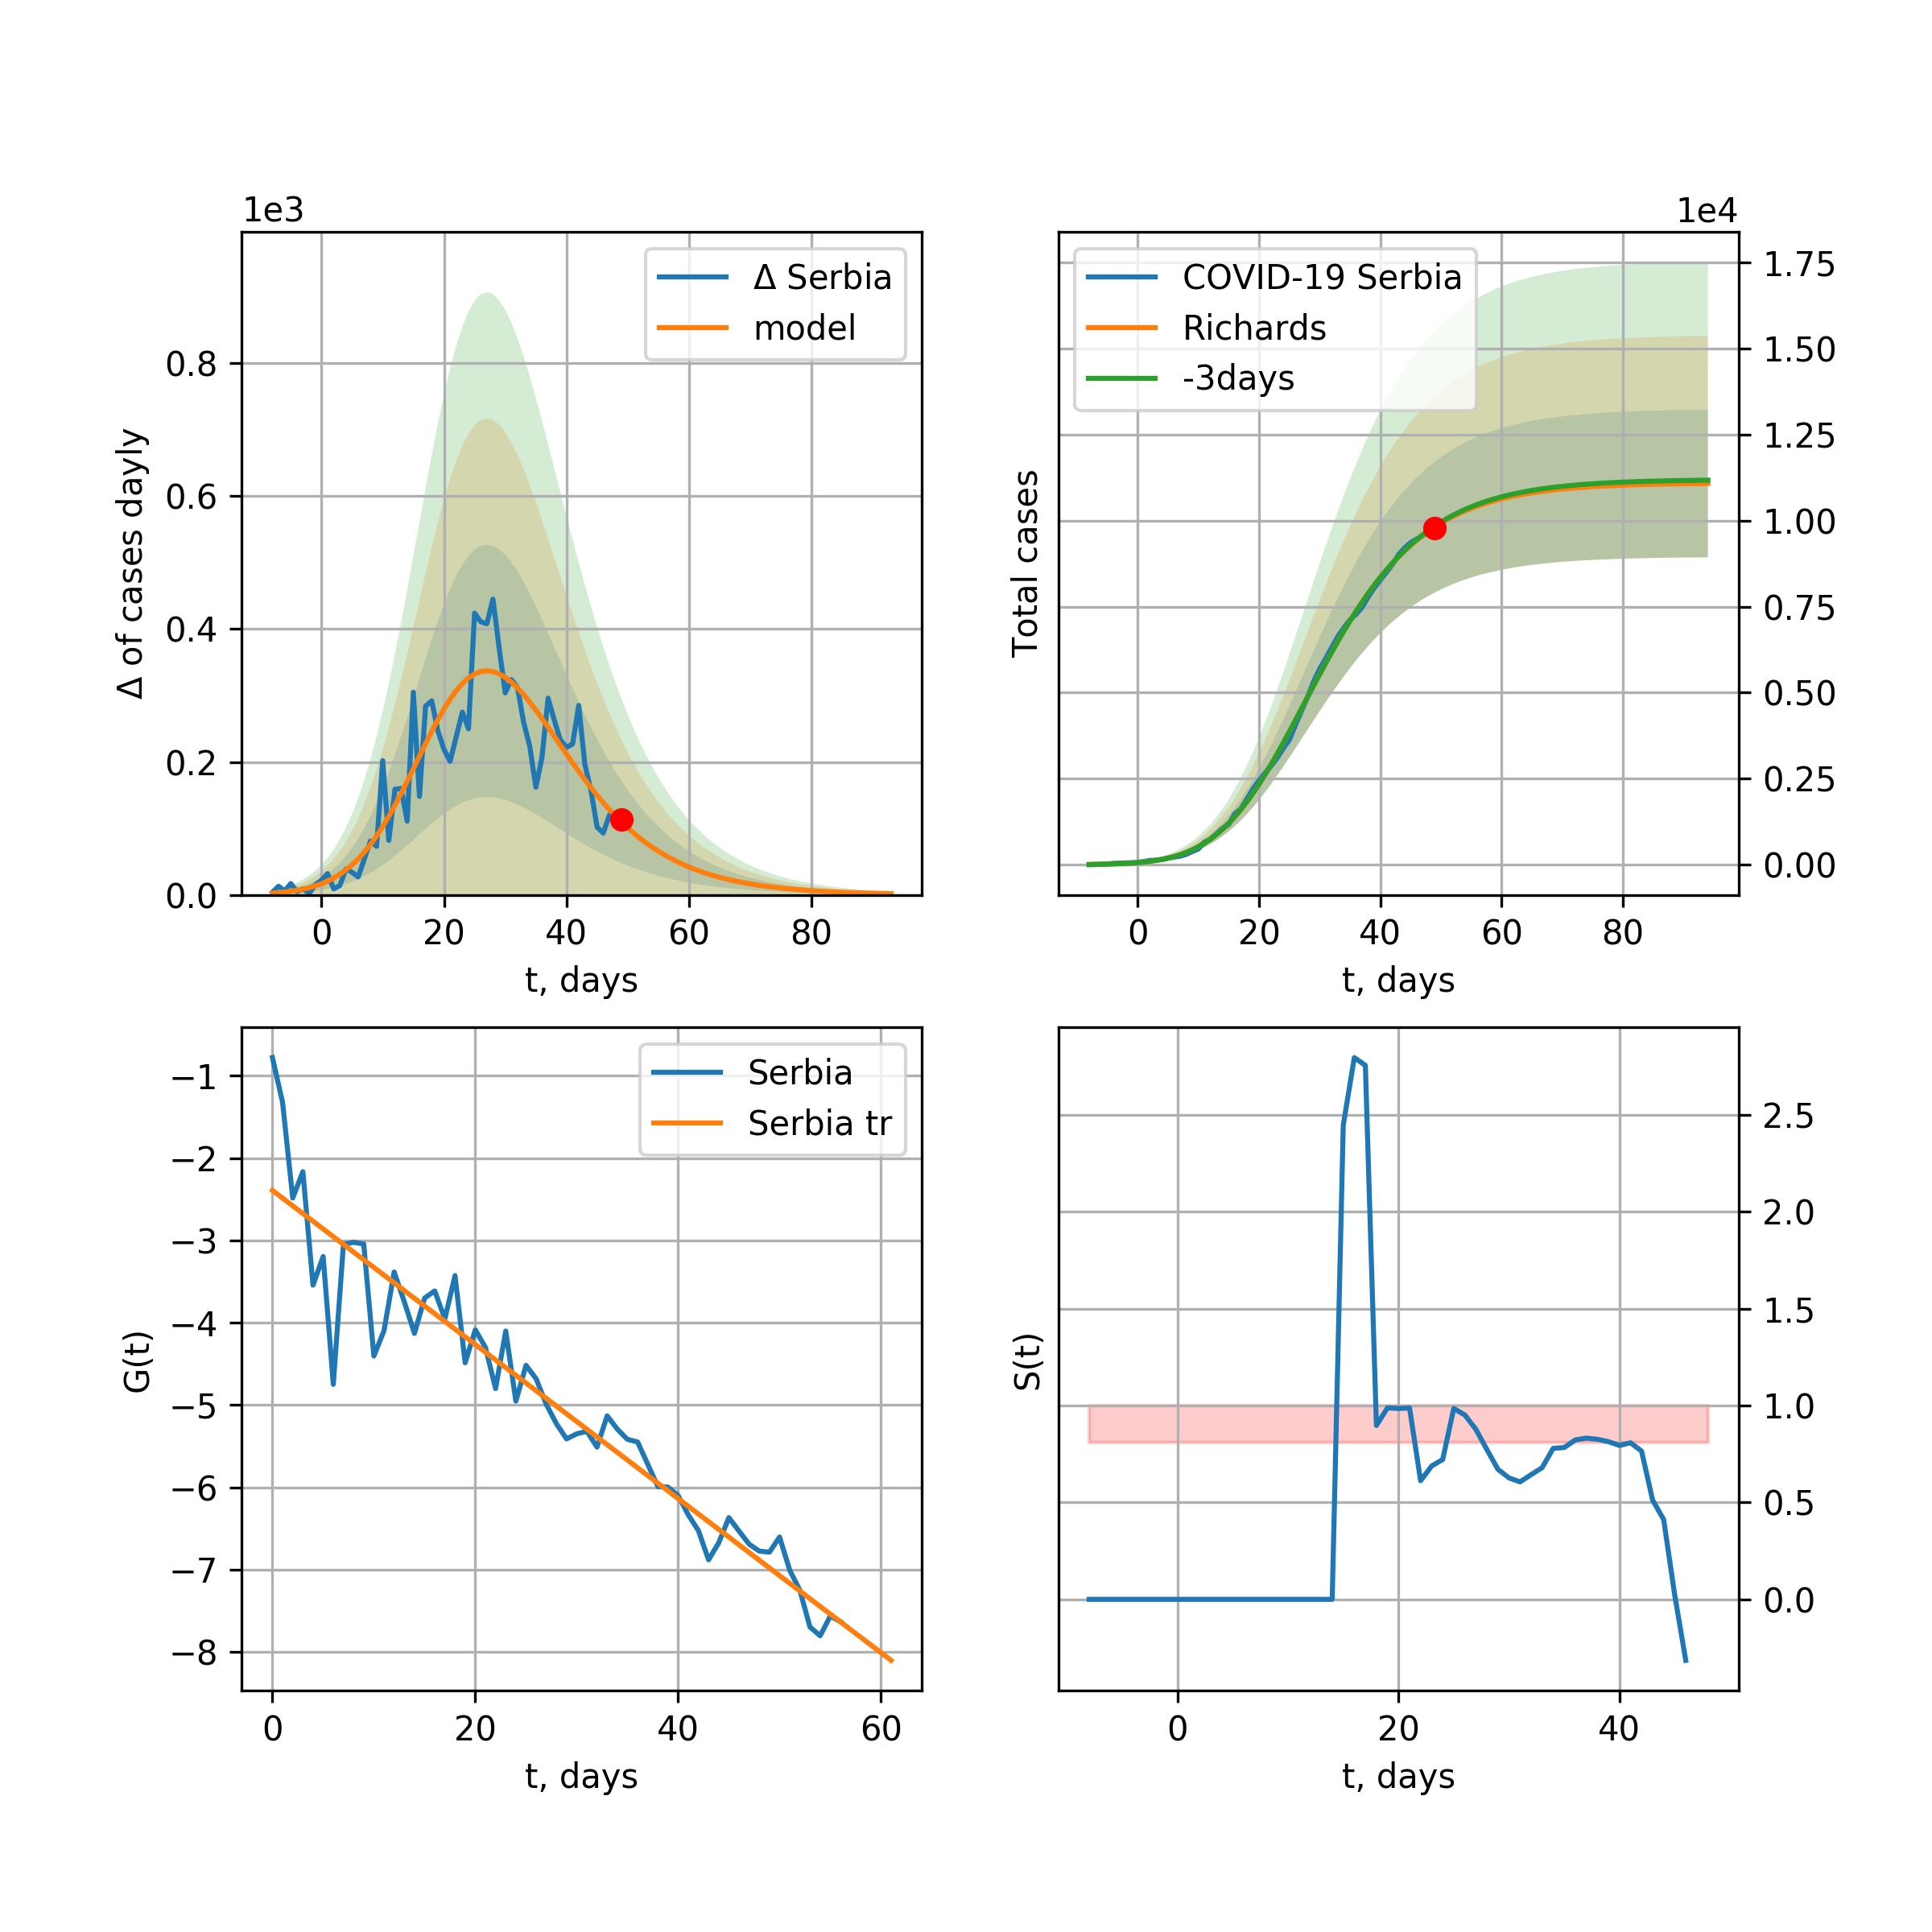 1e3
Δ of cases dayly
0.8
0.6
0.4
0.2
0.0
Δ Serbia
model
0 20 40 60 80
t, days
1e4
Total cases
COVID-19 Serbia
Richards
-3days
1.75
1.50
1.25
1.00
0.75
0.50
0.25
0.00
0 20 40 60 80
t, days
G(t)
−1
−2
−3
−4
−5
−6
−7
−8
Serbia
Serbia tr
0 20 40 60
t, days
S(t)
2.5
2.0
1.5
1.0
0.5
0.0
0 20 40
t, days